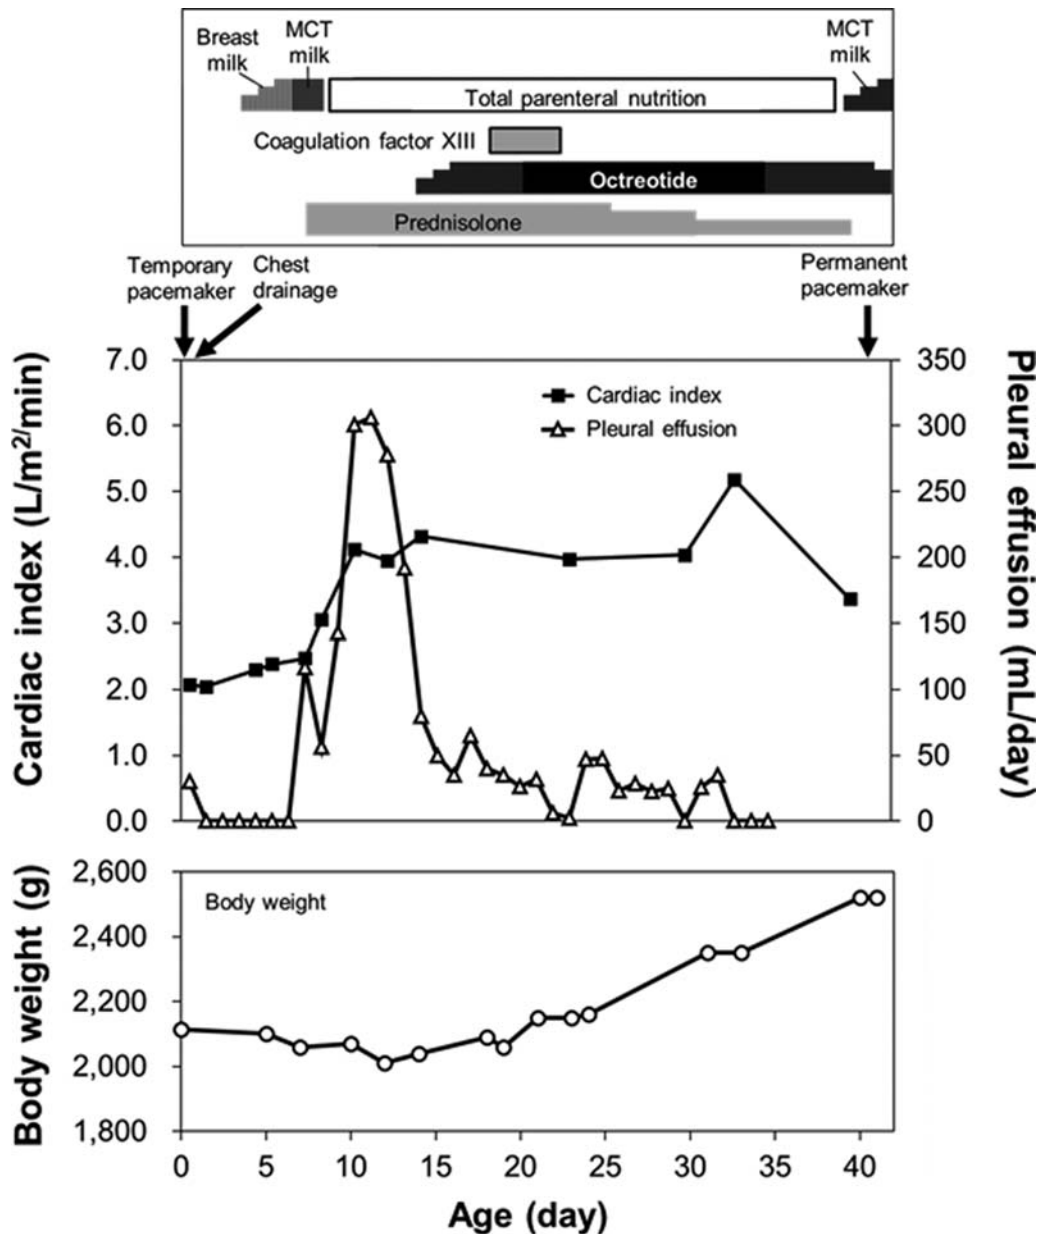 Breast
milk
MCT
milk
MCT
milk
Total parenteral nutrition
Coagulation factor XIII
Octreotide
Prednisolone
Temporary
pacemaker
Chest
drainage
Permanent
pacemaker
Cardiac index (L/m²/min)
7.0
6.0
5.0
4.0
3.0
2.0
1.0
0.0
Cardiac index
Pleural effusion
350
300
250
200
150
100
50
0
Pleural effusion (mL/day)
Body weight (g)
2,600
2,400
2,200
2,000
1,800
Body weight
0 5 10 15 20 25 30 35 40
Age (day)